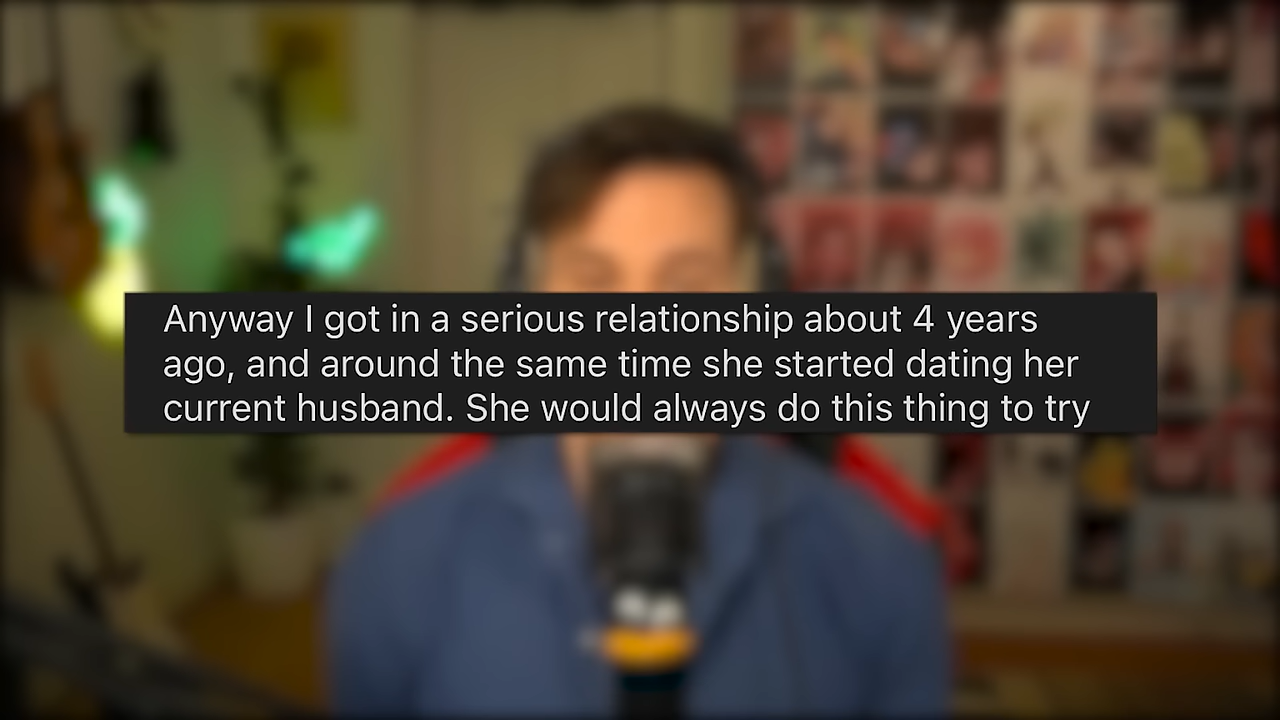 Anyway I got in a serious relationship about 4 years
ago, and around the same time she started dating her
current husband. She would always do this thing to try